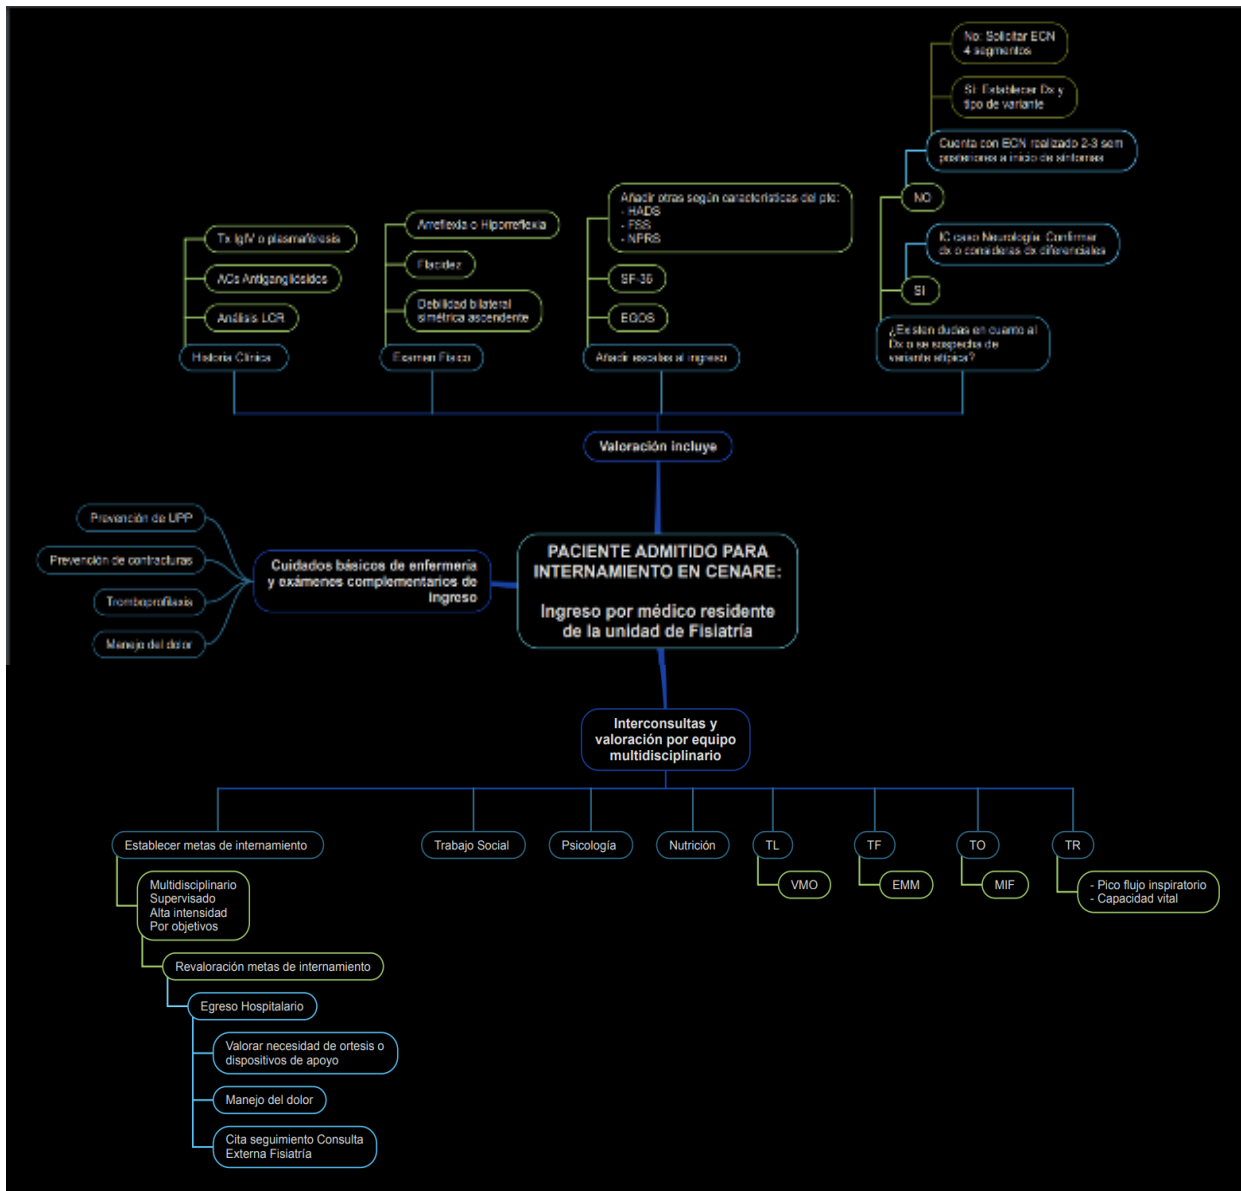 No: Solicitar ECN
4 segmentos
SI: Establecer Dx y
tipo de variante
Cuenta con ECN realizado 2-3 sem
posteriores a inicio de síntomas
NO
IC caso Neurología: Confirmar
dx o consideras dx diferenciales
SI
¿Existen dudas en cuanto al
Dx o se sospecha de
variante atípica?
Añadir otras según características del pte:
- HADS
- FSS
- NPRS
SF-36
EGOS
Añadir escalas al ingreso
Arreflexia o Hiporreflexia
Flacidez
Debilidad bilateral
simétrica ascendente
Examen Físico
Tx IgIV o plasmaféresis
ACs Antigangliósidos
Análisis LCR
Historia Clínica
Valoración incluye
Prevención de UPP
Prevención de contracturas
Tromboprofilaxis
Manejo del dolor
Cuidados básicos de enfermería
y exámenes complementarios de
ingreso
PACIENTE ADMITIDO PARA
INTERNAMIENTO EN CENARE:
Ingreso por médico residente
de la unidad de Fisiatría
Interconsultas y
valoración por equipo
multidisciplinario
Establecer metas de internamiento
Trabajo Social
Psicología
Nutrición
TL
TF
TO
TR
Multidisciplinario
Supervisado
Alta intensidad
Por objetivos
VMO
EMM
MIF
- Pico flujo inspiratorio
- Capacidad vital
Revaloración metas de internamiento
Egreso Hospitalario
Valorar necesidad de ortesis o
dispositivos de apoyo
Manejo del dolor
Cita seguimiento Consulta
Externa Fisiatría